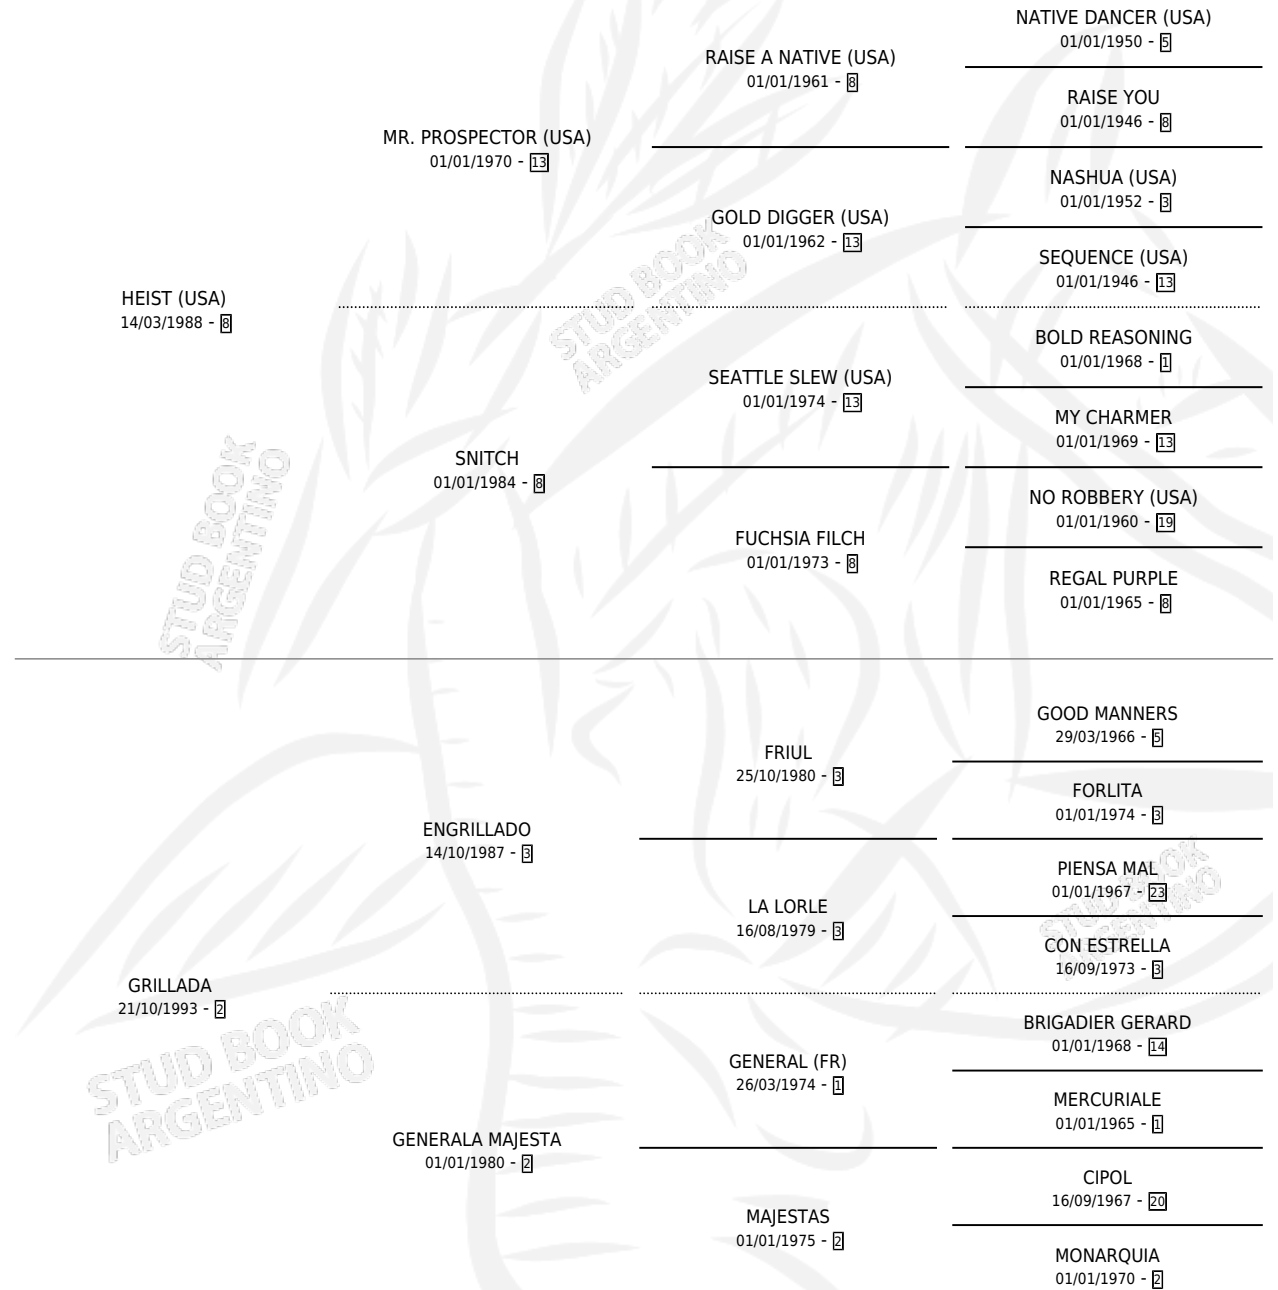 NATIVE DANCER (USA)
01/01/1950 - 5
RAISE A NATIVE (USA)
01/01/1961 - 8
RAISE YOU
01/01/1946 - 8
MR. PROSPECTOR (USA)
01/01/1970 - 13
NASHUA (USA)
01/01/1952 - 3
GOLD DIGGER (USA)
01/01/1962 - 13
SEQUENCE (USA)
01/01/1946 - 13
HEIST (USA)
14/03/1988 - 8
BOLD REASONING
01/01/1968 - 1
SEATTLE SLEW (USA)
01/01/1974 - 13
MY CHARMER
01/01/1969 - 13
SNITCH
01/01/1984 - 8
NO ROBBERY (USA)
01/01/1960 - 19
FUCHSIA FILCH
01/01/1973 - 8
REGAL PURPLE
01/01/1965 - 8
GOOD MANNERS
29/03/1966 - 5
FRIUL
25/10/1980 - 3
FORLITA
01/01/1974 - 3
ENGRILLADO
14/10/1987 - 3
PIENSA MAL
01/01/1967 - 23
LA LORLE
16/08/1979 - 3
CON ESTRELLA
16/09/1973 - 3
GRILLADA
21/10/1993 - 2
BRIGADIER GERARD
01/01/1968 - 14
GENERAL (FR)
26/03/1974 - 1
MERCURIALE
01/01/1965 - 1
GENERALA MAJESTA
01/01/1980 - 2
CIPOL
16/09/1967 - 20
MAJESTAS
01/01/1975 - 2
MONARQUIA
01/01/1970 - 2
STUD BOOK
ARGENTINO
STUD BOOK
ARGENTINO
STUD BOOK
ARGENTINO
STUD BOOK
ARGENTINO